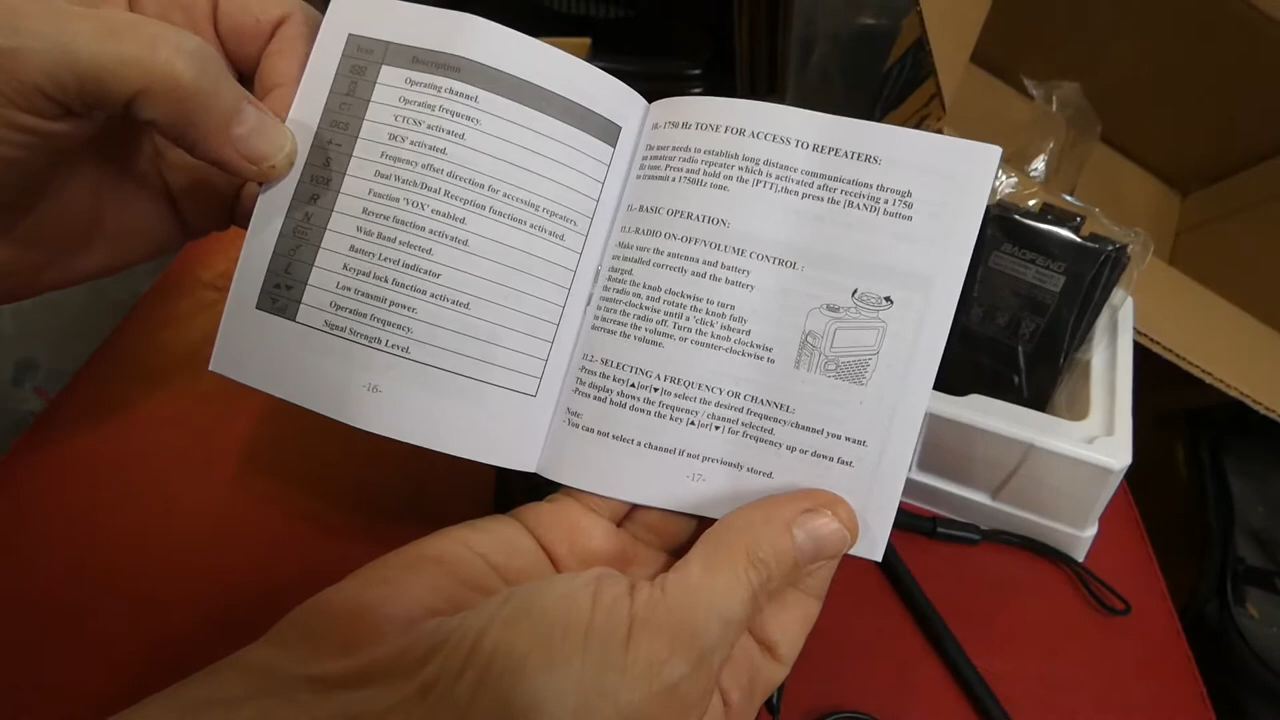 Icon Description
Operating channel.
Operating frequency.
CT 'CTCSS' activated.
DCS 'DCS' activated.
+- Frequency offset direction for accessing repeaters.
S Dual Watch/Dual Reception functions activated.
VOX Function 'VOX' enabled.
R Reverse function activated.
N Wide Band selected.
Battery Level indicator
Keypad lock function activated.
L Low transmit power.
▲▼ Operation frequency.
Signal Strength Level.
-16-
10.- 1750 Hz TONE FOR ACCESS TO REPEATERS:
The user needs to establish long distance communications through
an amateur radio repeater which is activated after receiving a 1750
Hz tone. Press and hold on the [PTT],then press the [BAND] button
to transmit a 1750Hz tone.
11.- BASIC OPERATION:
11.1.-RADIO ON-OFF/VOLUME CONTROL :
-Make sure the antenna and battery
are installed correctly and the battery
charged.
-Rotate the knob clockwise to turn
the radio on, and rotate the knob fully
counter-clockwise until a 'click' isheard
to turn the radio off. Turn the knob clockwise
to increase the volume, or counter-clockwise to
decrease the volume.
11.2.- SELECTING A FREQUENCY OR CHANNEL:
-Press the key[▲]or[▼]to select the desired frequency/channel you want.
The display shows the frequency / channel selected.
-Press and hold down the key [▲]or[▼] for frequency up or down fast.
Note:
- You can not select a channel if not previously stored.
-17-
BAOFENG